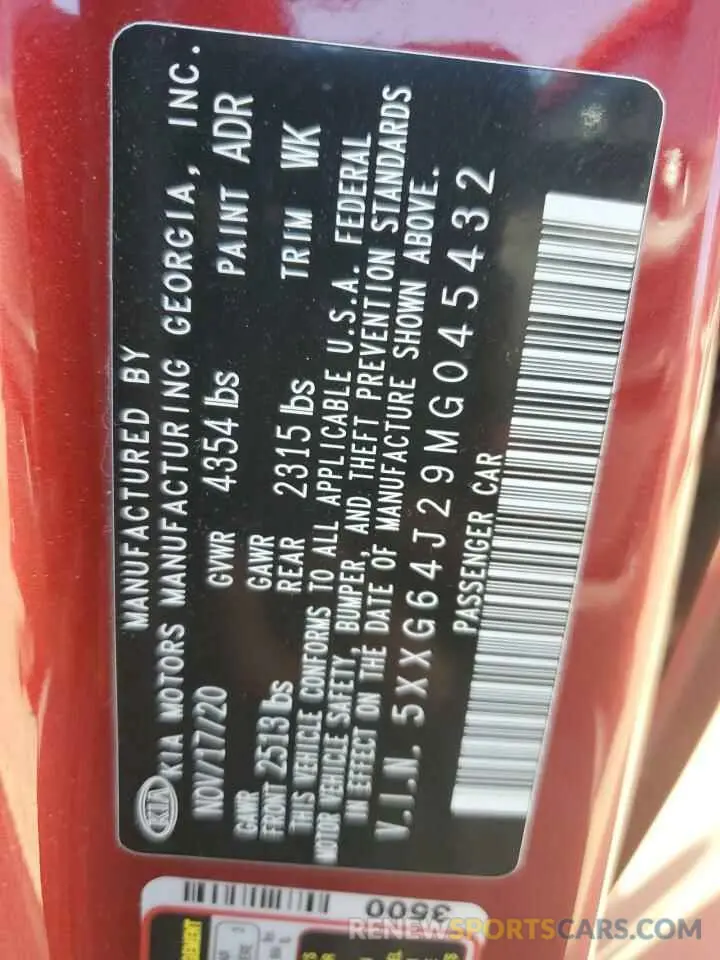 MANUFACTURED BY
KIA KIA MOTORS MANUFACTURING GEORGIA, INC.
NOV/17/20 GVWR 4354 lbs PAINT ADR
GAWR FRONT 2513 lbs GAWR REAR 2315 lbs TRIM WK
THIS VEHICLE CONFORMS TO ALL APPLICABLE U.S.A. FEDERAL
MOTOR VEHICLE SAFETY, BUMPER, AND THEFT PREVENTION STANDARDS
IN EFFECT ON THE DATE OF MANUFACTURE SHOWN ABOVE.
V.I.N. 5XXG64J29MG045432
PASSENGER CAR
3500
RENEWSPORTSCARS.COM